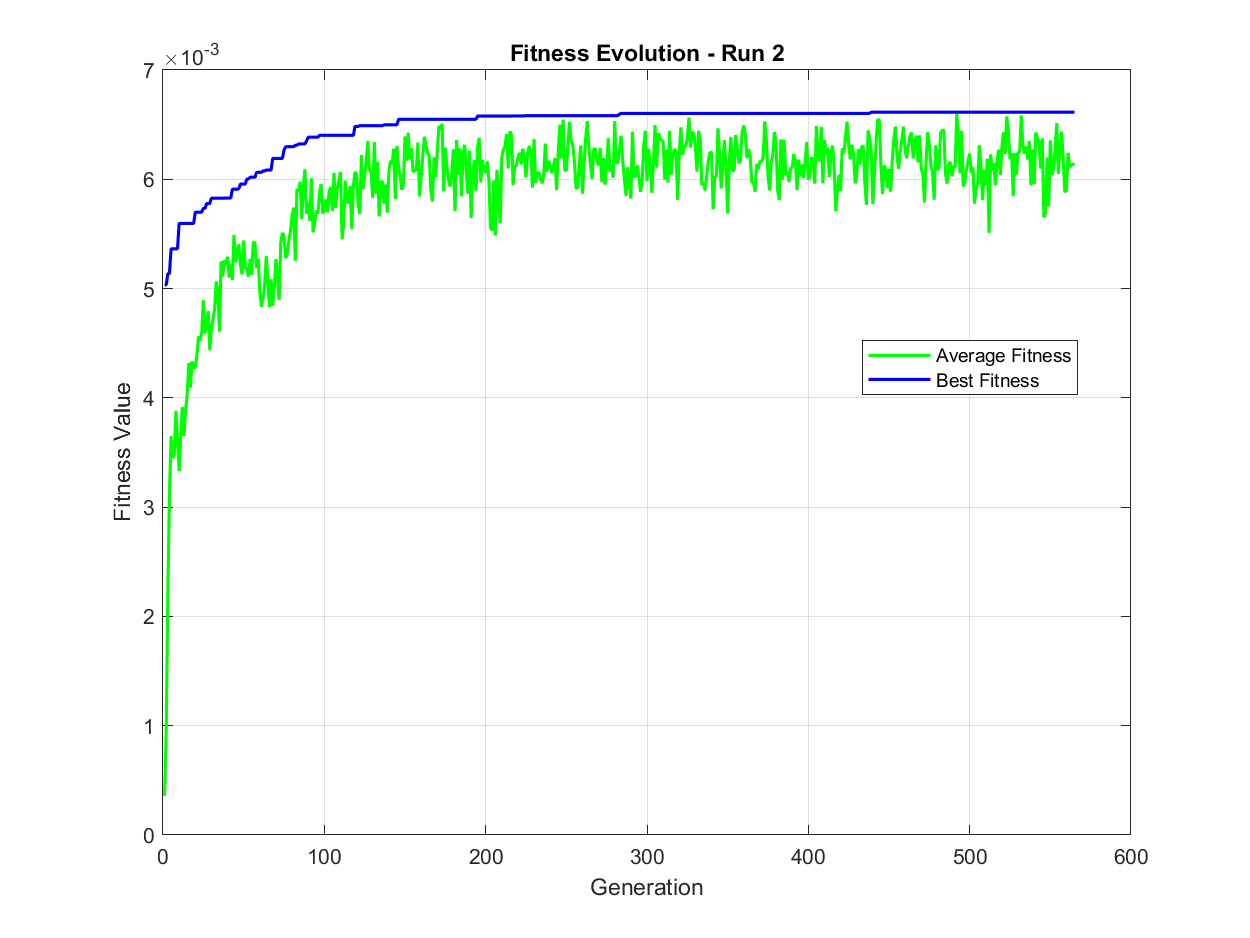 Fitness Evolution - Run 2
×10-3
7
6
5
4
3
2
1
0
Fitness Value
Average Fitness
Best Fitness
0 100 200 300 400 500 600
Generation